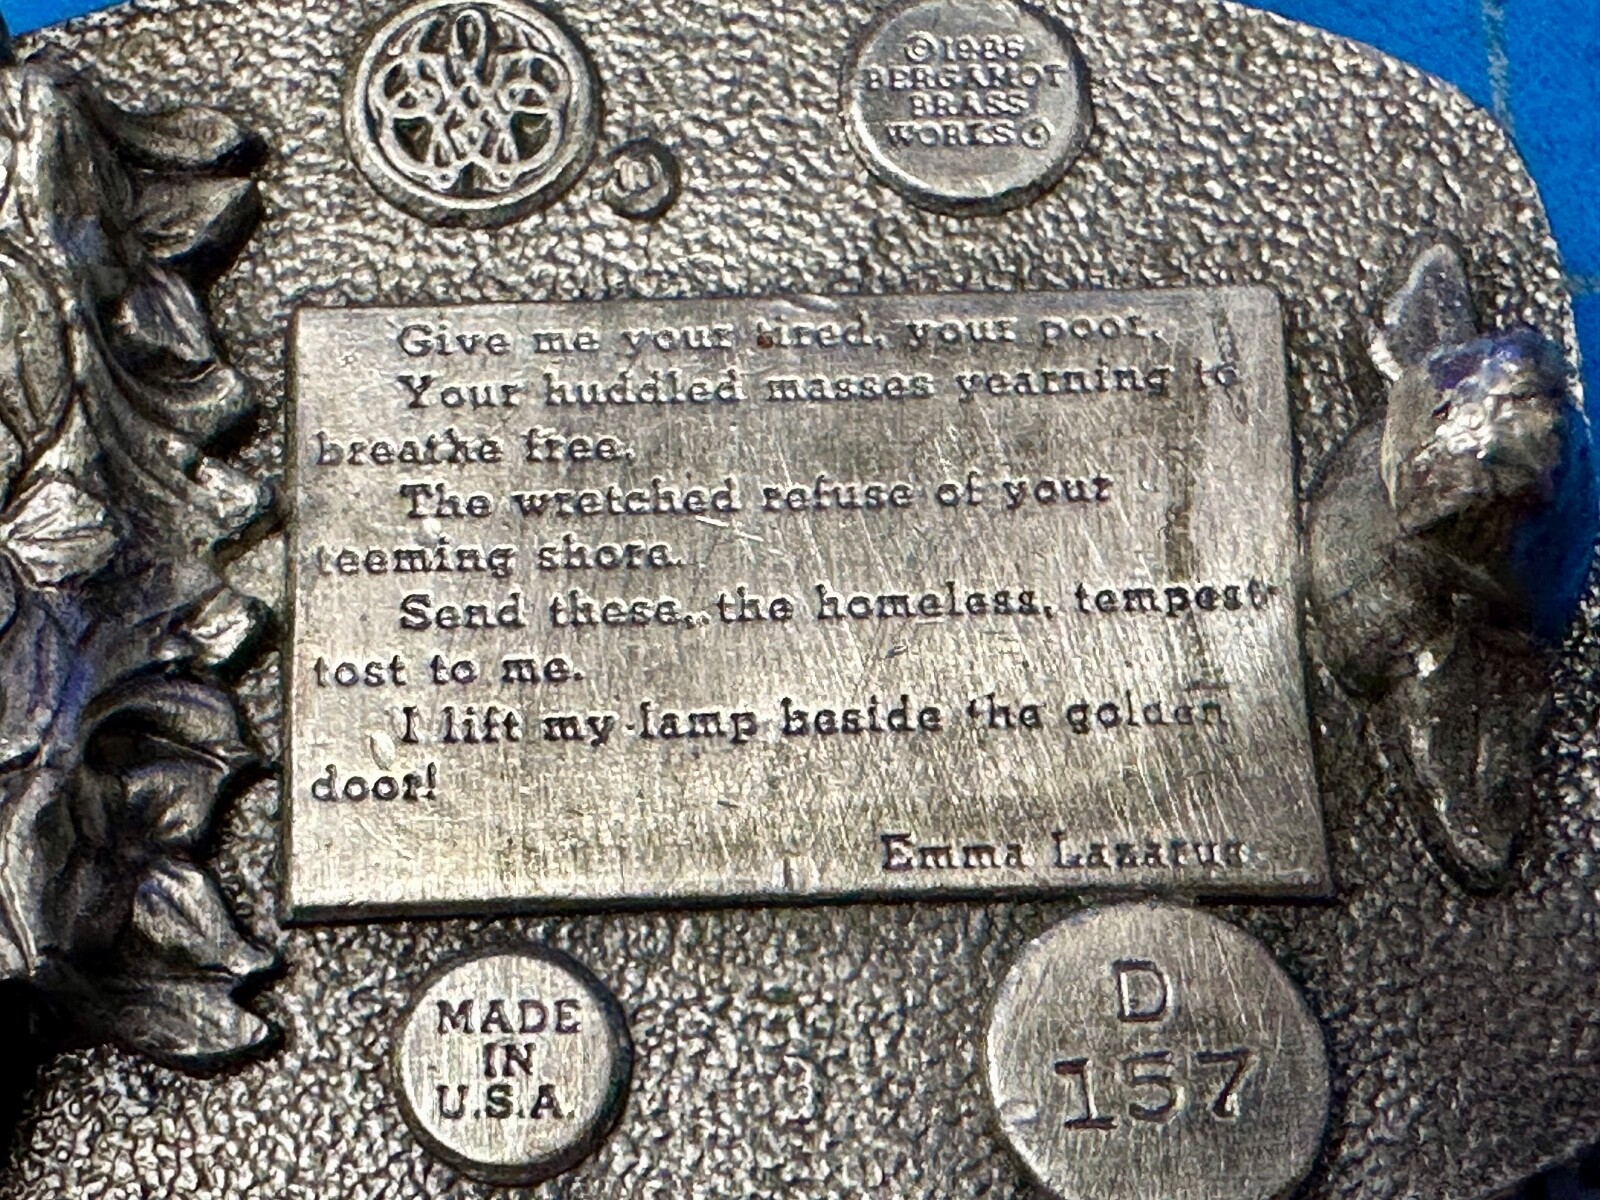 ©1986
BERGAMOT
BRASS
WORKS
Give me your tired, your poor,
Your huddled masses yearning to
breathe free,
The wretched refuse of your
teeming shore.
Send these, the homeless, tempest-
tost to me.
I lift my lamp beside the golden
door!
Emma Lazarus
MADE
IN
U.S.A.
D
157